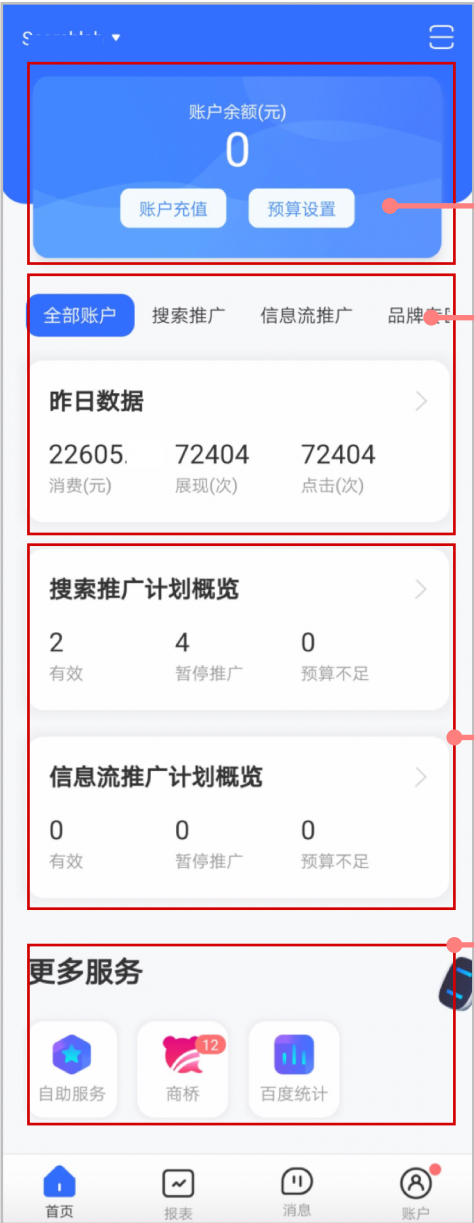 账户余额(元)
0
账户充值 预算设置
全部账户 搜索推广 信息流推广 品牌
昨日数据
22605. 72404 72404
消费(元) 展现(次) 点击(次)
搜索推广计划概览
2 4 0
有效 暂停推广 预算不足
信息流推广计划概览
0 0 0
有效 暂停推广 预算不足
更多服务
12
自助服务 商桥 百度统计
首页 报表 消息 账户